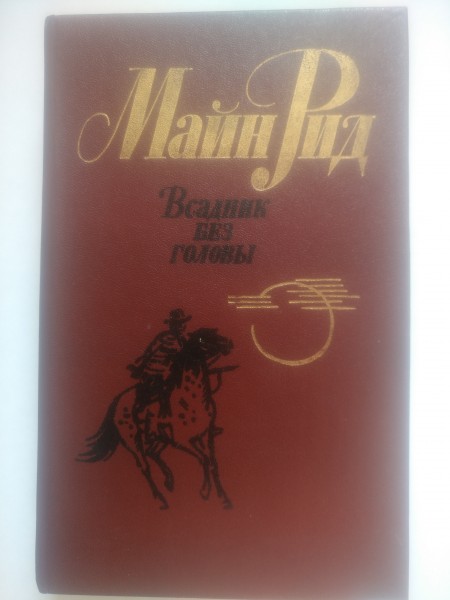 Майн Рид
Всадник
без
головы